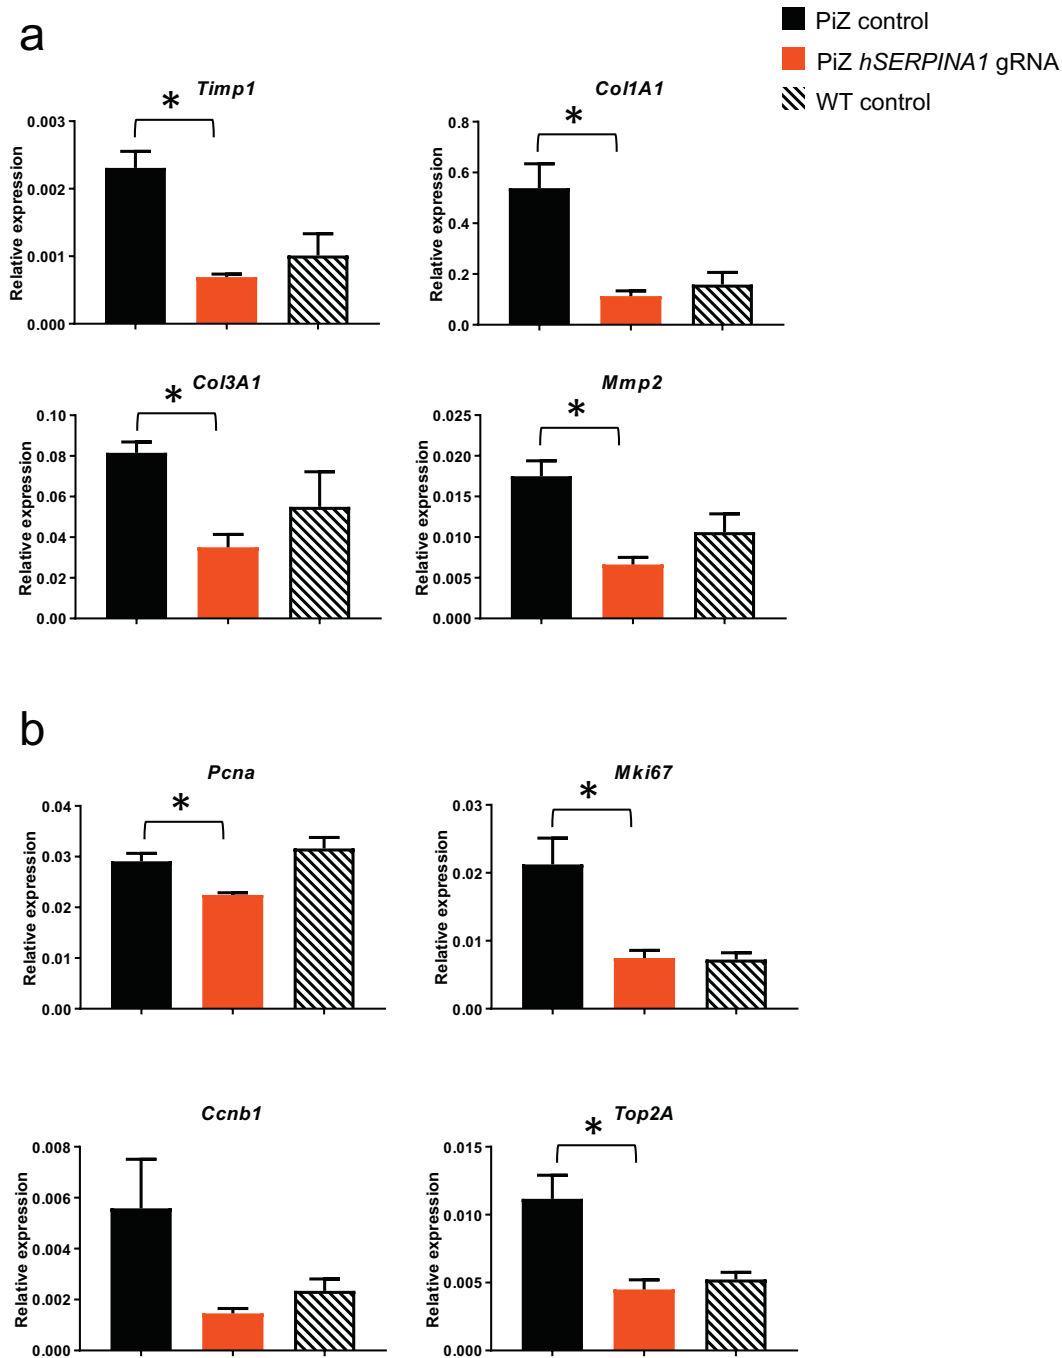 a
PiZ control
PiZ hSERPINA1 gRNA
WT control
Timp1
*
Relative expression
0.003
0.002
0.001
0.000
Col1A1
*
Relative expression
0.8
0.6
0.4
0.2
0.0
Col3A1
*
Relative expression
0.10
0.08
0.06
0.04
0.02
0.00
Mmp2
*
Relative expression
0.025
0.020
0.015
0.010
0.005
0.000
b
Pcna
*
Relative expression
0.04
0.03
0.02
0.01
0.00
Mki67
*
Relative expression
0.03
0.02
0.01
0.00
Ccnb1
Relative expression
0.008
0.006
0.004
0.002
0.000
Top2A
*
Relative expression
0.015
0.010
0.005
0.000